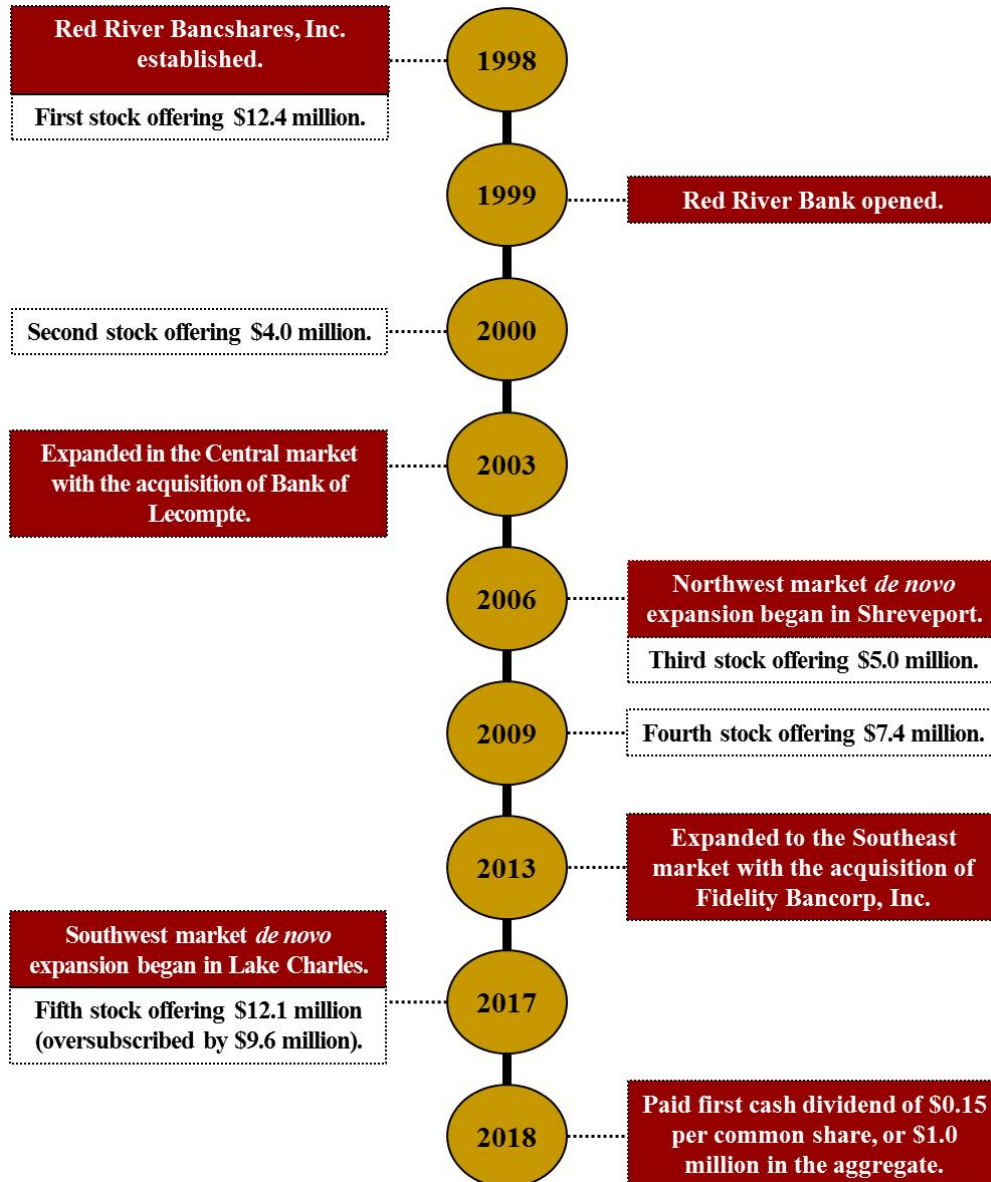 Red River Bancshares, Inc.
established.
First stock offering $12.4 million.
1998
1999
Red River Bank opened.
Second stock offering $4.0 million.
2000
Expanded in the Central market
with the acquisition of Bank of
Lecompte.
2003
2006
Northwest market de novo
expansion began in Shreveport.
Third stock offering $5.0 million.
2009
Fourth stock offering $7.4 million.
2013
Expanded to the Southeast
market with the acquisition of
Fidelity Bancorp, Inc.
Southwest market de novo
expansion began in Lake Charles.
Fifth stock offering $12.1 million
(oversubscribed by $9.6 million).
2017
2018
Paid first cash dividend of $0.15
per common share, or $1.0
million in the aggregate.